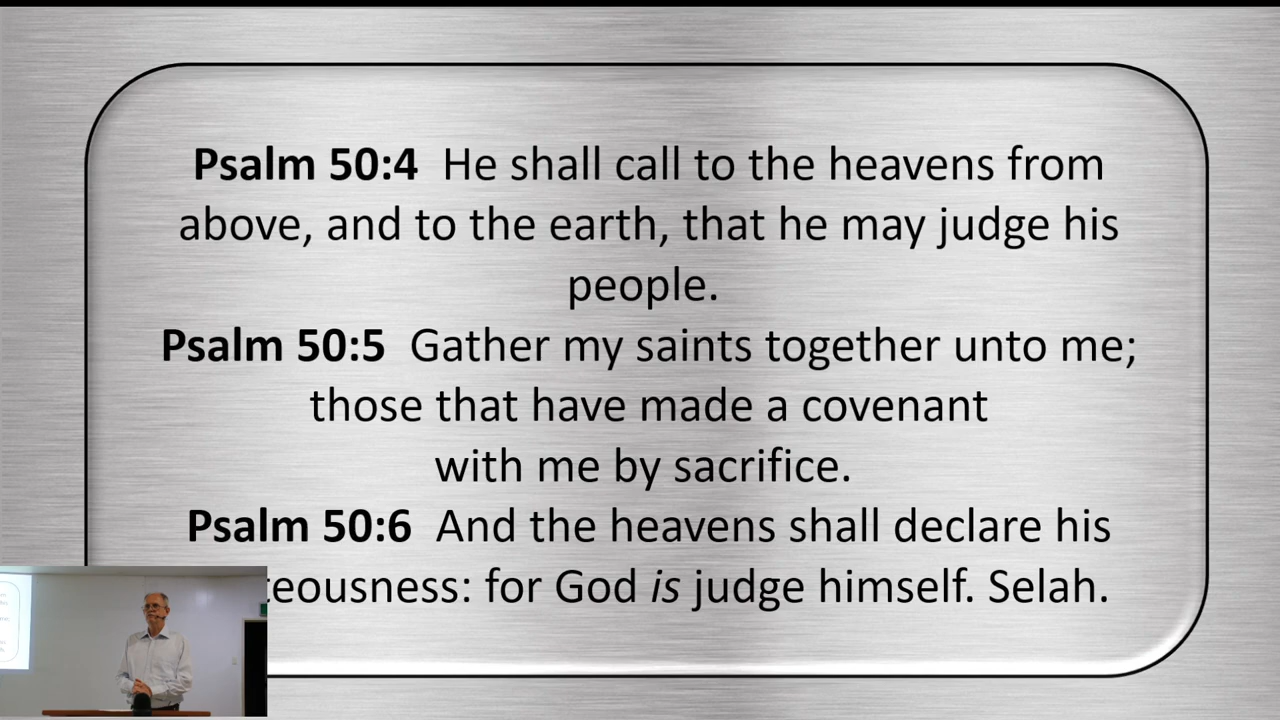 Psalm 50:4 He shall call to the heavens from
above, and to the earth, that he may judge his
people.
Psalm 50:5 Gather my saints together unto me;
those that have made a covenant
with me by sacrifice.
Psalm 50:6 And the heavens shall declare his
teousness: for God is judge himself. Selah.